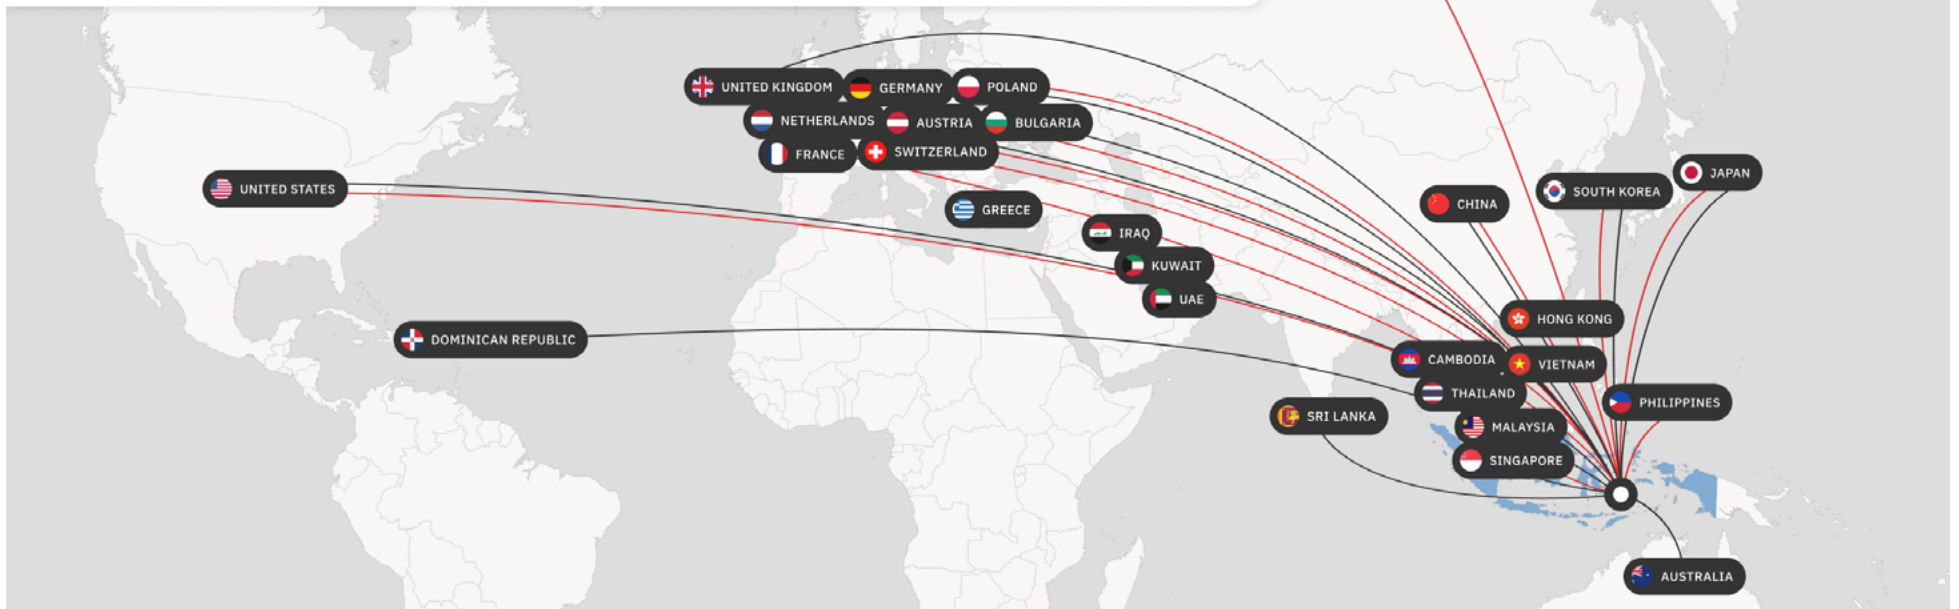 UNITED KINGDOM
GERMANY
POLAND
NETHERLANDS
AUSTRIA
BULGARIA
FRANCE
SWITZERLAND
UNITED STATES
GREECE
IRAQ
KUWAIT
UAE
CHINA
SOUTH KOREA
JAPAN
HONG KONG
DOMINICAN REPUBLIC
CAMBODIA
VIETNAM
THAILAND
PHILIPPINES
SRI LANKA
MALAYSIA
SINGAPORE
AUSTRALIA